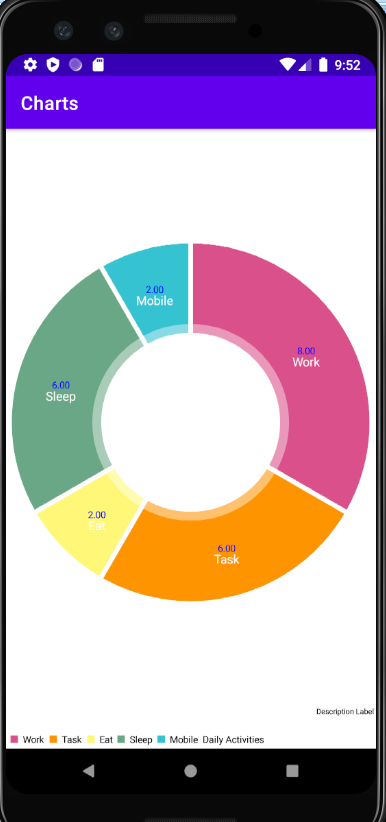 9:52
Charts
2.00
Mobile
8.00
Work
6.00
Sleep
2.00
Eat
6.00
Task
Description Label
Work Task Eat Sleep Mobile Daily Activities